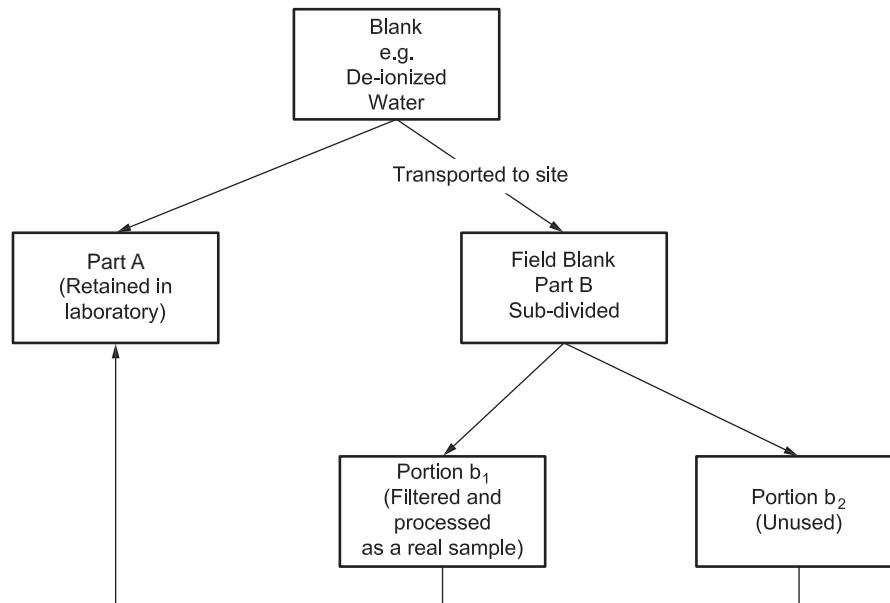 Blank
e.g.
De-ionized
Water
Transported to site
Part A
(Retained in
laboratory)
Field Blank
Part B
Sub-divided
Portion b₁
(Filtered and
processed
as a real sample)
Portion b₂
(Unused)